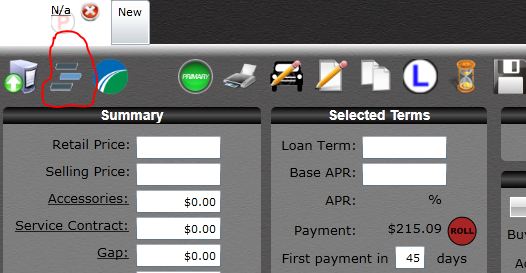 N/a
P
New
PRIMARY
L
Summary
Selected Terms
Retail Price:
Loan Term:
Selling Price:
Base APR:
Accessories: $0.00
APR: %
Service Contract: $0.00
Payment: $215.09 ROLL
Bu
Gap: $0.00
First payment in 45 days
A